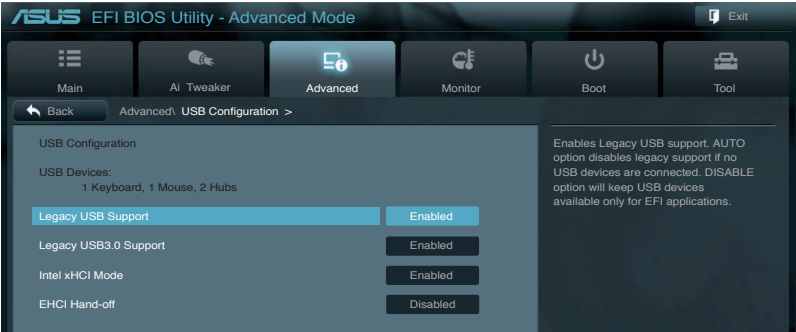 ASUS EFI BIOS Utility - Advanced Mode
Exit
Main
Ai Tweaker
Advanced
Monitor
Boot
Tool
Back
Advanced\ USB Configuration >
USB Configuration
USB Devices:
1 Keyboard, 1 Mouse, 2 Hubs
Legacy USB Support Enabled
Legacy USB3.0 Support Enabled
Intel xHCI Mode Enabled
EHCI Hand-off Disabled
Enables Legacy USB support. AUTO
option disables legacy support if no
USB devices are connected. DISABLE
option will keep USB devices
available only for EFI applications.